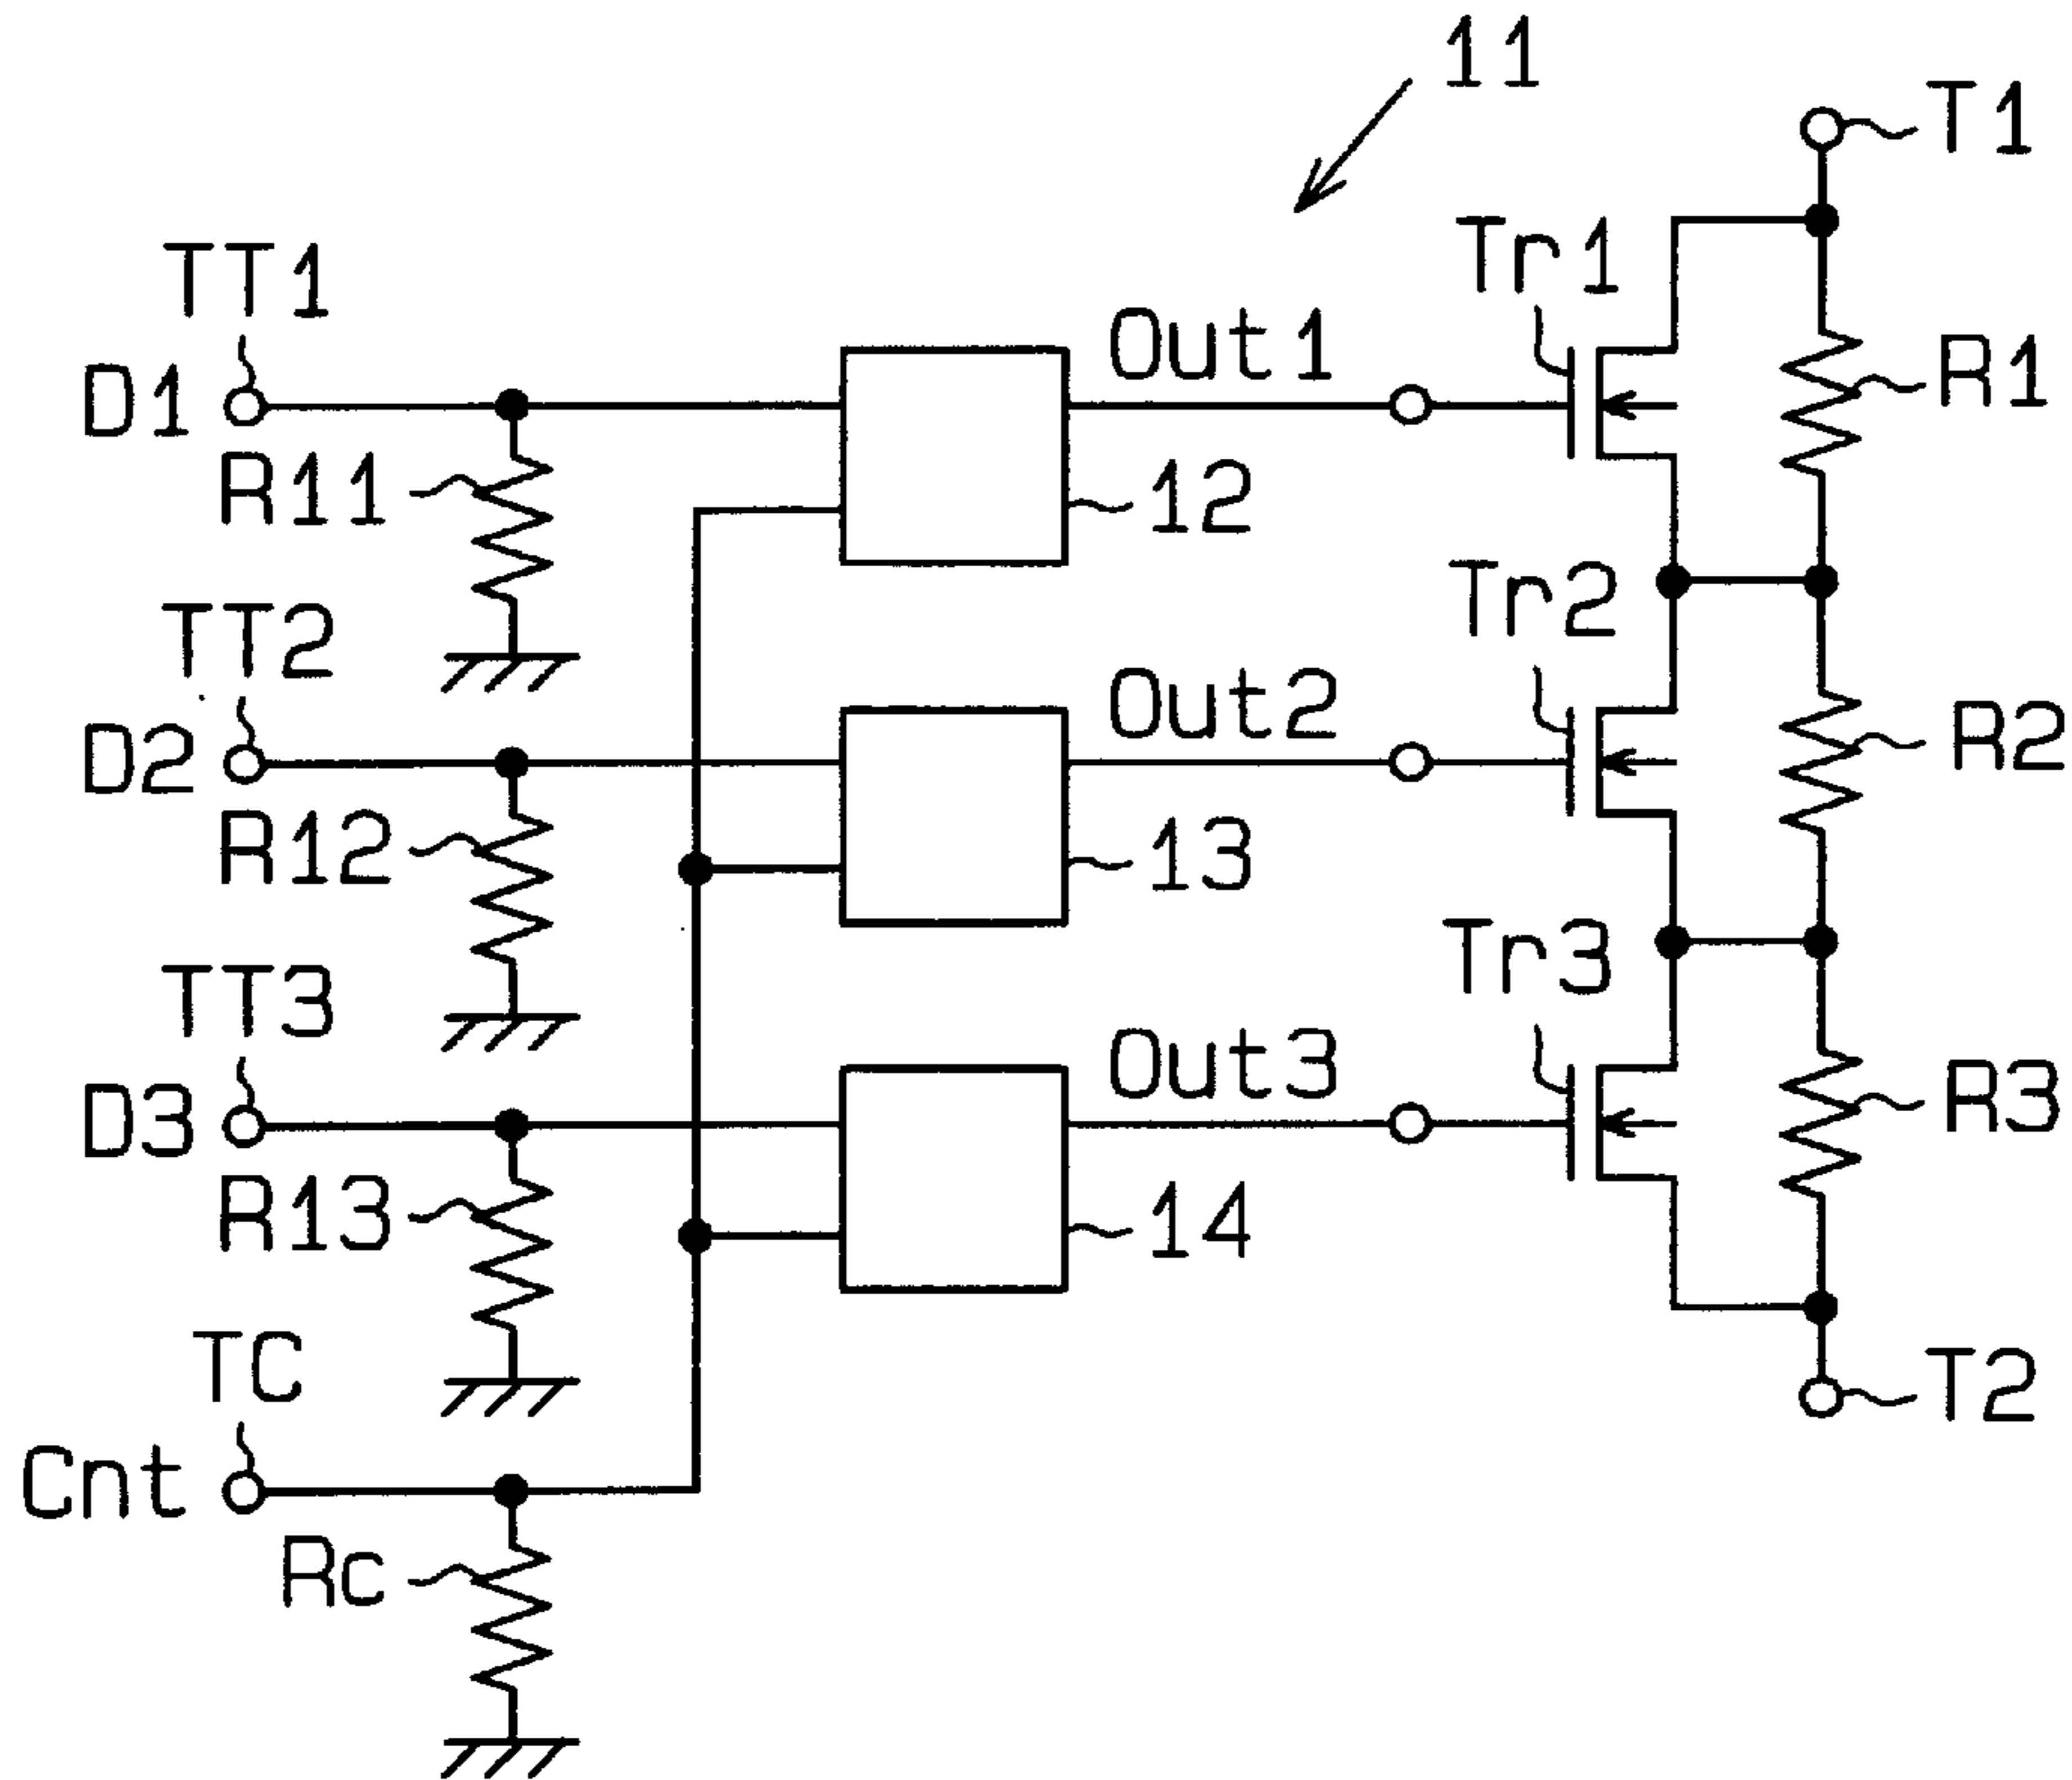 11
T1
Tr1
TT1
Out1
R1
D1
R11
12
Tr2
TT2
Out2
R2
D2
R12
13
Tr3
TT3
Out3
R3
D3
R13
14
TC
T2
Cnt
Rc